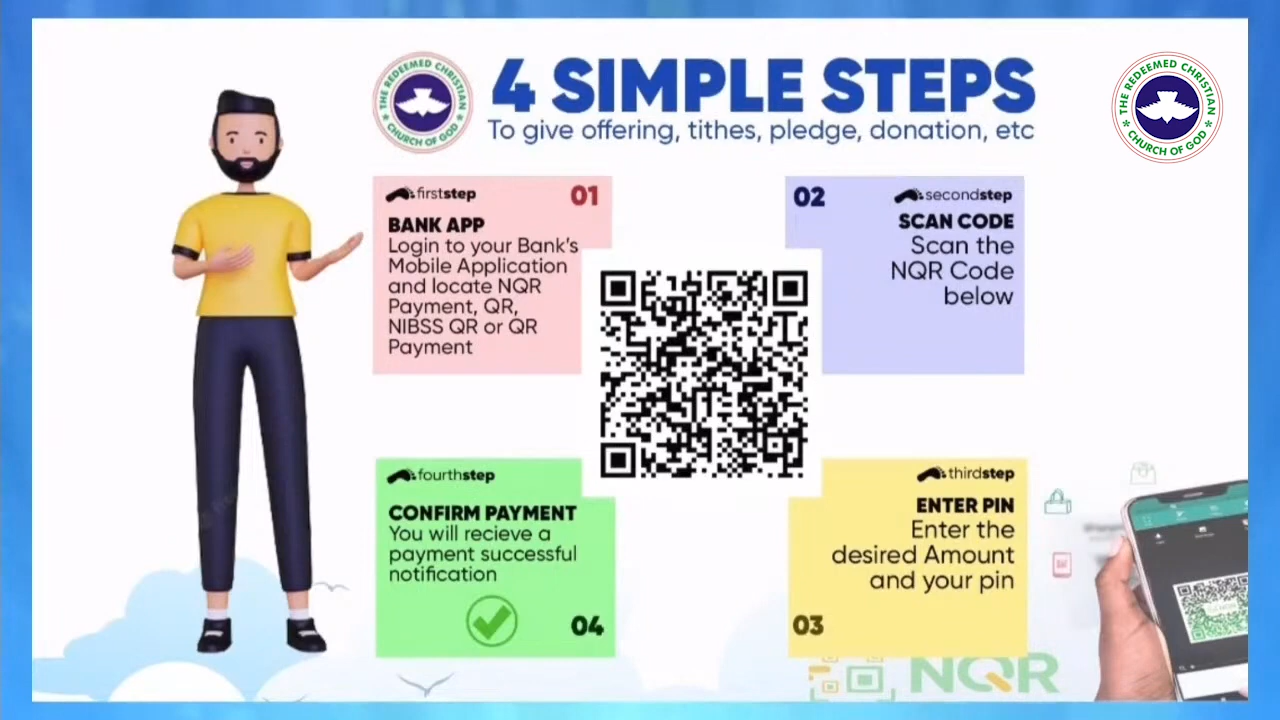 THE REDEEMED CHRISTIAN
CHURCH OF GOD
4 SIMPLE STEPS
To give offering, tithes, pledge, donation, etc
THE REDEEMED CHRISTIAN
CHURCH OF GOD
firststep
01
BANK APP
Login to your Bank's
Mobile Application
and locate NQR
Payment, QR,
NIBSS QR or QR
Payment
02
secondstep
SCAN CODE
Scan the
NQR Code
below
thirdstep
ENTER PIN
Enter the
desired Amount
and your pin
03
fourthstep
CONFIRM PAYMENT
You will recieve a
payment successful
notification
04
NQR